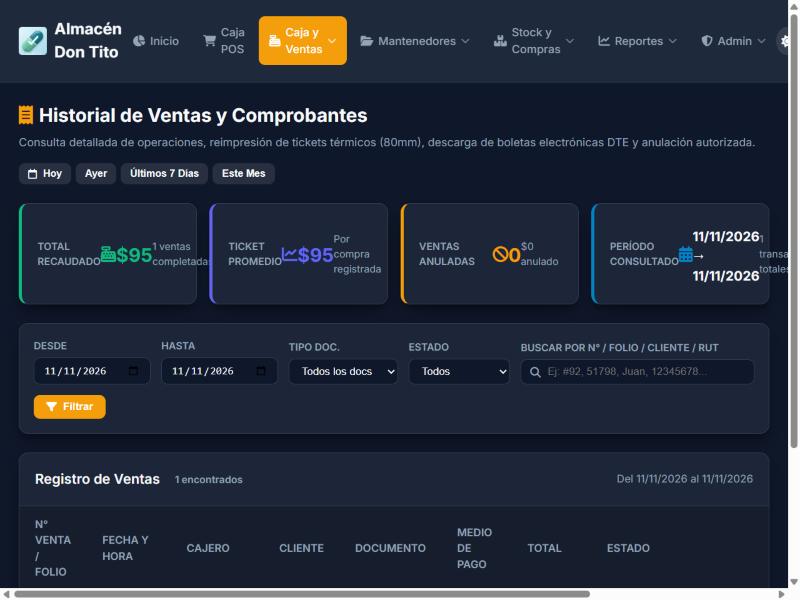 Almacén
Don Tito
Inicio
Caja
POS
Caja y
Ventas
Mantenedores
Stock y
Compras
Reportes
Admin
Historial de Ventas y Comprobantes
Consulta detallada de operaciones, reimpresión de tickets térmicos (80mm), descarga de boletas electrónicas DTE y anulación autorizada.
Hoy
Ayer
Últimos 7 Días
Este Mes
TOTAL
RECAUDADO
$95
1 ventas
completadas
TICKET
PROMEDIO
$95
Por
compra
registrada
VENTAS
ANULADAS
0
$0
anulado
PERÍODO
CONSULTADO
11/11/2026
→
11/11/2026
1
transa
totales
DESDE
HASTA
TIPO DOC.
ESTADO
BUSCAR POR N° / FOLIO / CLIENTE / RUT
11/11/2026
11/11/2026
Todos los docs
Todos
Ej: #92, 51798, Juan, 12345678...
Filtrar
Registro de Ventas
1 encontrados
Del 11/11/2026 al 11/11/2026
N°
VENTA
/
FOLIO
FECHA Y
HORA
CAJERO
CLIENTE
DOCUMENTO
MEDIO
DE
PAGO
TOTAL
ESTADO